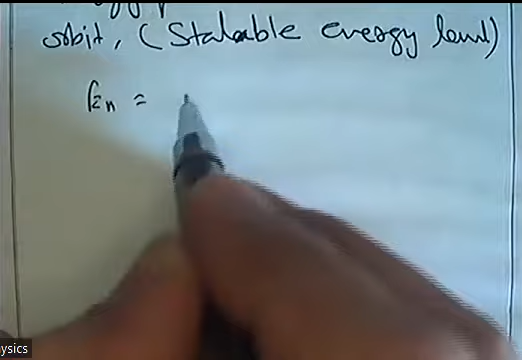 orbit, (Stalable energy level)
En =
ysics